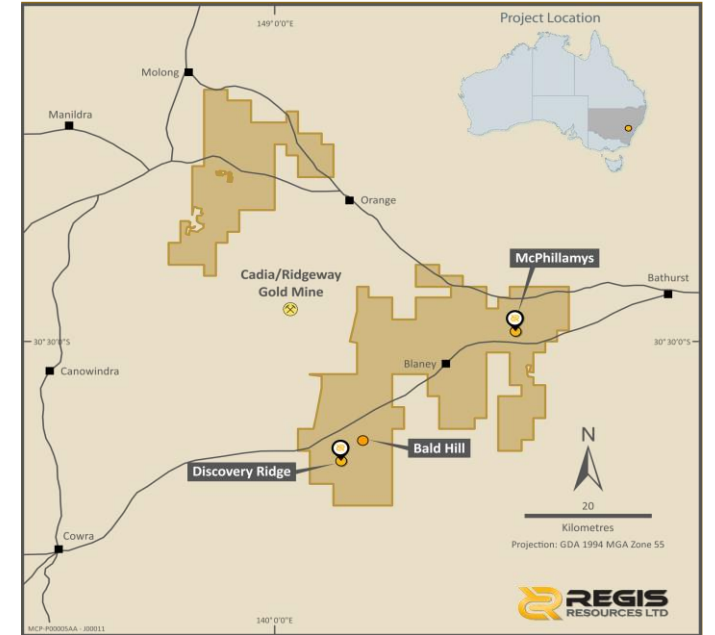 149°0'0"E
Project Location
Molong
Manildra
Orange
McPhillamys
Cadia/Ridgeway
Gold Mine
Bathurst
30°30'0"S
30°30'0"S
Blaney
Canowindra
N
Bald Hill
Discovery Ridge
20
Kilometres
Projection: GDA 1994 MGA Zone 55
Cowra
REGIS
RESOURCES LTD
140°0'0"E
MCP-P00005AA - J00011